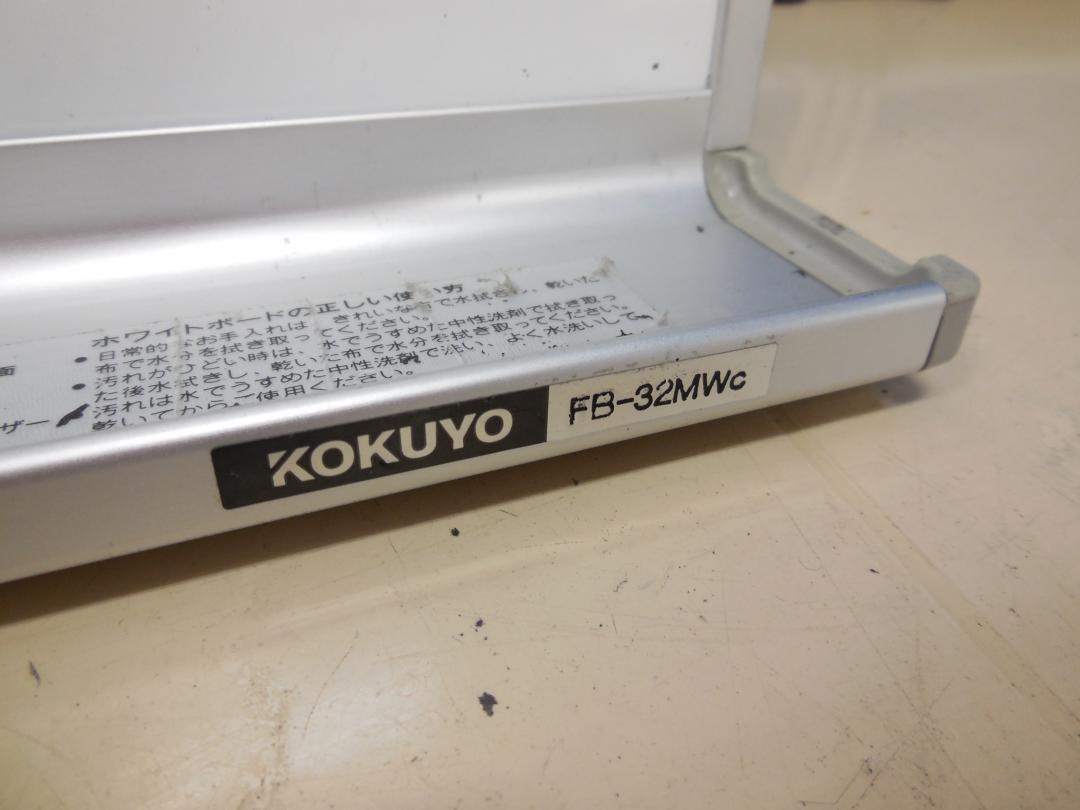 ホワイトボードの正しい使い方
●日常的なお手入れは、きれいな布で水拭きし、乾いた
布で水分を拭き取ってください。
●汚れがひどい時は、水でうすめた中性洗剤で拭き取っ
た後水拭きし、乾いた布で水分を拭き取ってください。
汚れは水でうすめた中性洗剤で洗い、よく水洗いして
乾いてからご使用ください。
面
ザー
KOKUYO FB-32MWc